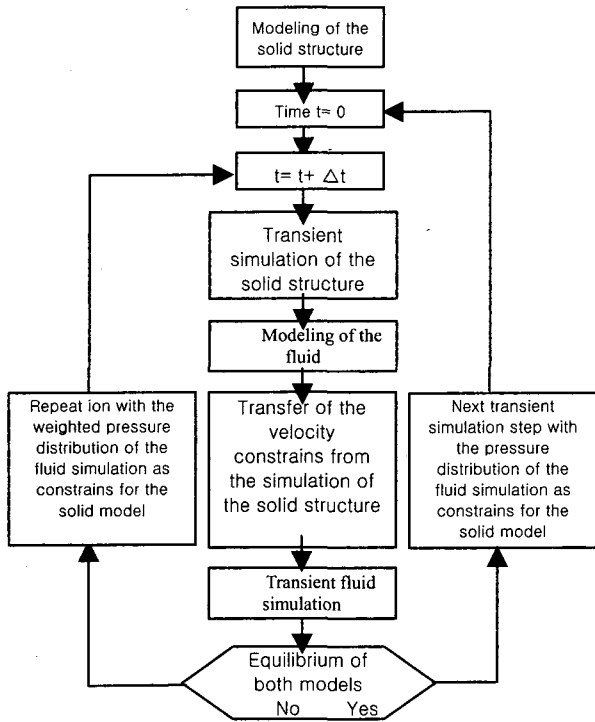 Modeling of the
solid structure
Time t= 0
t= t+ △t
Transient
simulation of the
solid structure
Modeling of the
fluid
Repeat ion with the
weighted pressure
distribution of the
fluid simulation as
constrains for the
solid model
Transfer of the
velocity
constrains from
the simulation of
the solid structure
Next transient
simulation step with
the pressure
distribution of the
fluid simulation as
constrains for the
solid model
Transient fluid
simulation
Equilibrium of
both models
No Yes